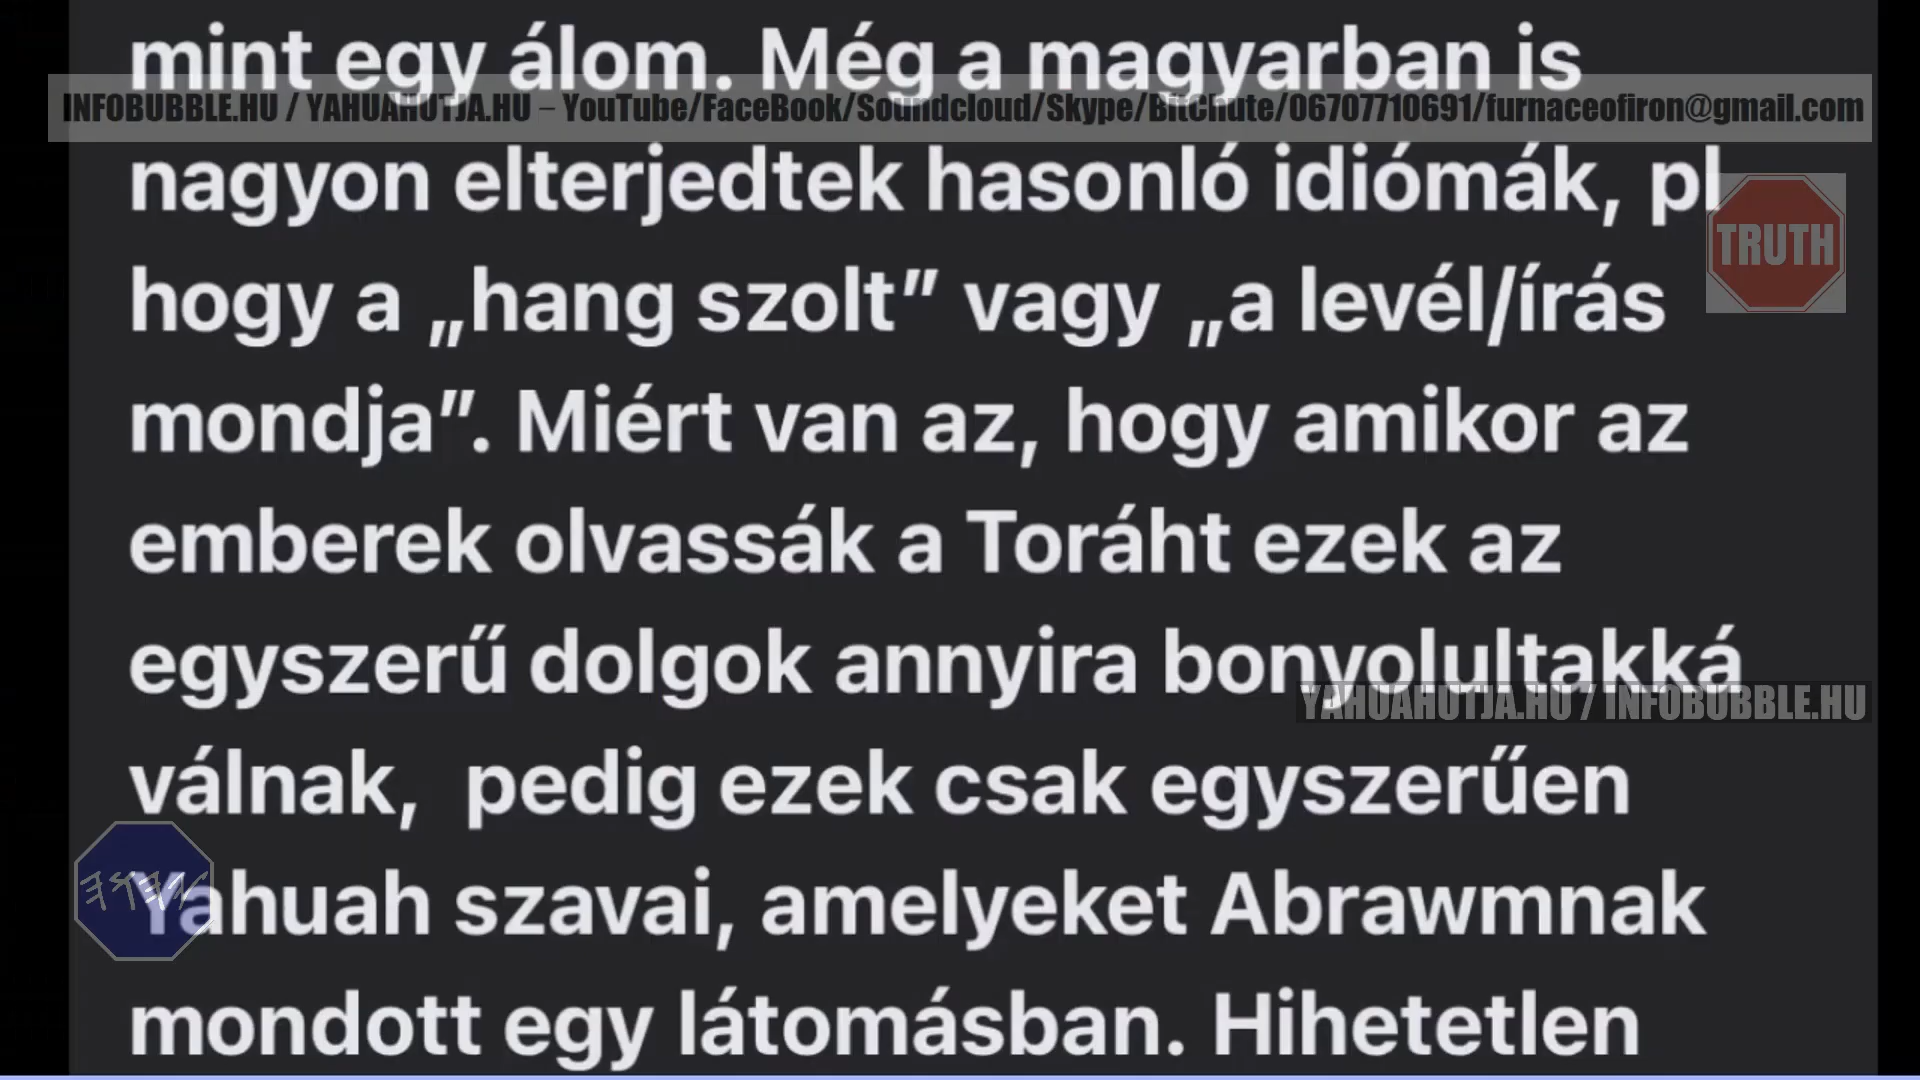 mint egy álom. Még a magyarban is
INFOBUBBLE.HU / YAHUAHUTJA.HU – YouTube/FaceBook/Soundcloud/Skype/BitChute/06707710691/furnaceofiron@gmail.com
nagyon elterjedtek hasonló idiómák, pl
TRUTH
hogy a „hang szolt” vagy „a levél/írás
mondja”. Miért van az, hogy amikor az
emberek olvassák a Toráht ezek az
egyszerű dolgok annyira bonyolultakká
YAHUAHUTJA.HU / INFOBUBBLE.HU
válnak, pedig ezek csak egyszerűen
Yahuah szavai, amelyeket Abrawmnak
mondott egy látomásban. Hihetetlen